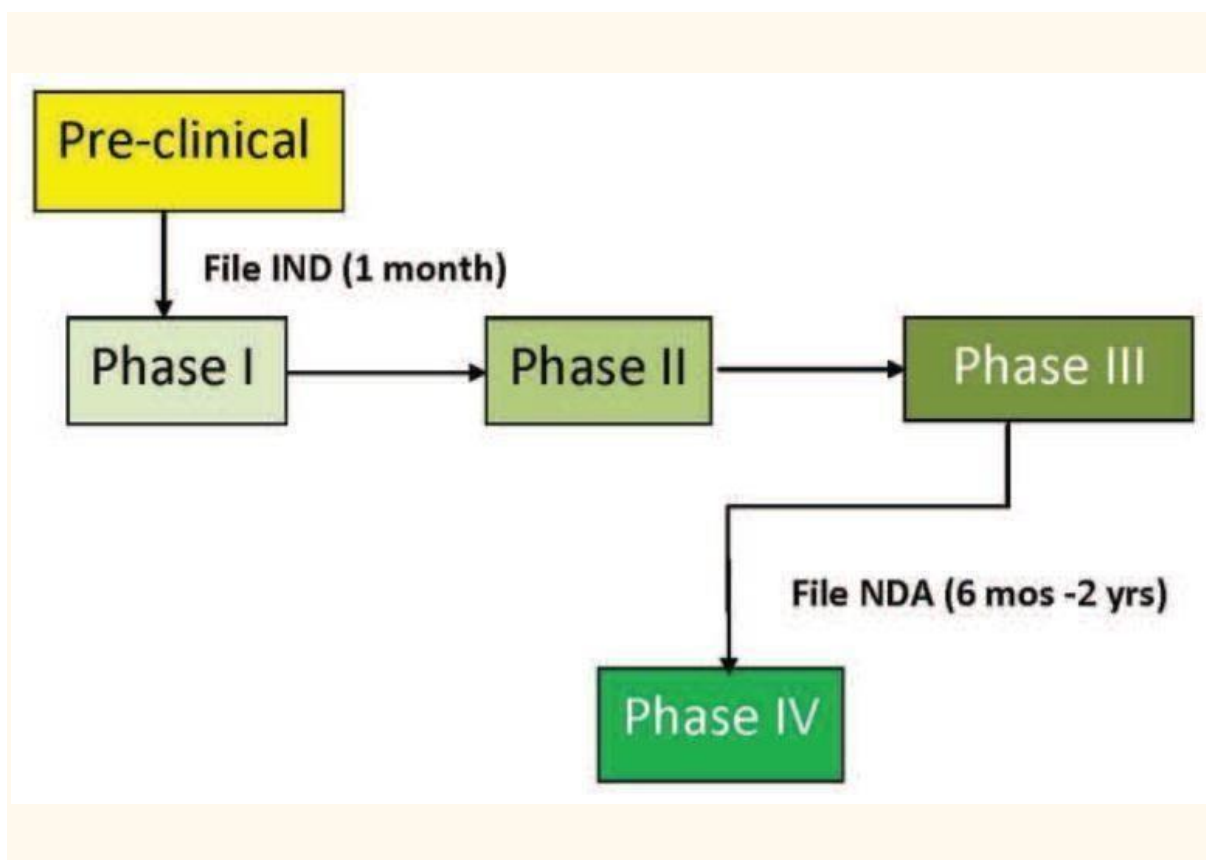 Pre-clinical
File IND (1 month)
Phase I
Phase II
Phase III
File NDA (6 mos -2 yrs)
Phase IV